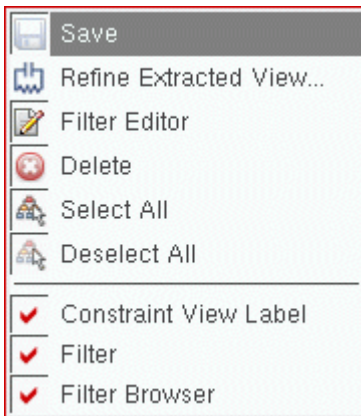 Save
Refine Extracted View...
Filter Editor
Delete
Select All
Deselect All
Constraint View Label
Filter
Filter Browser